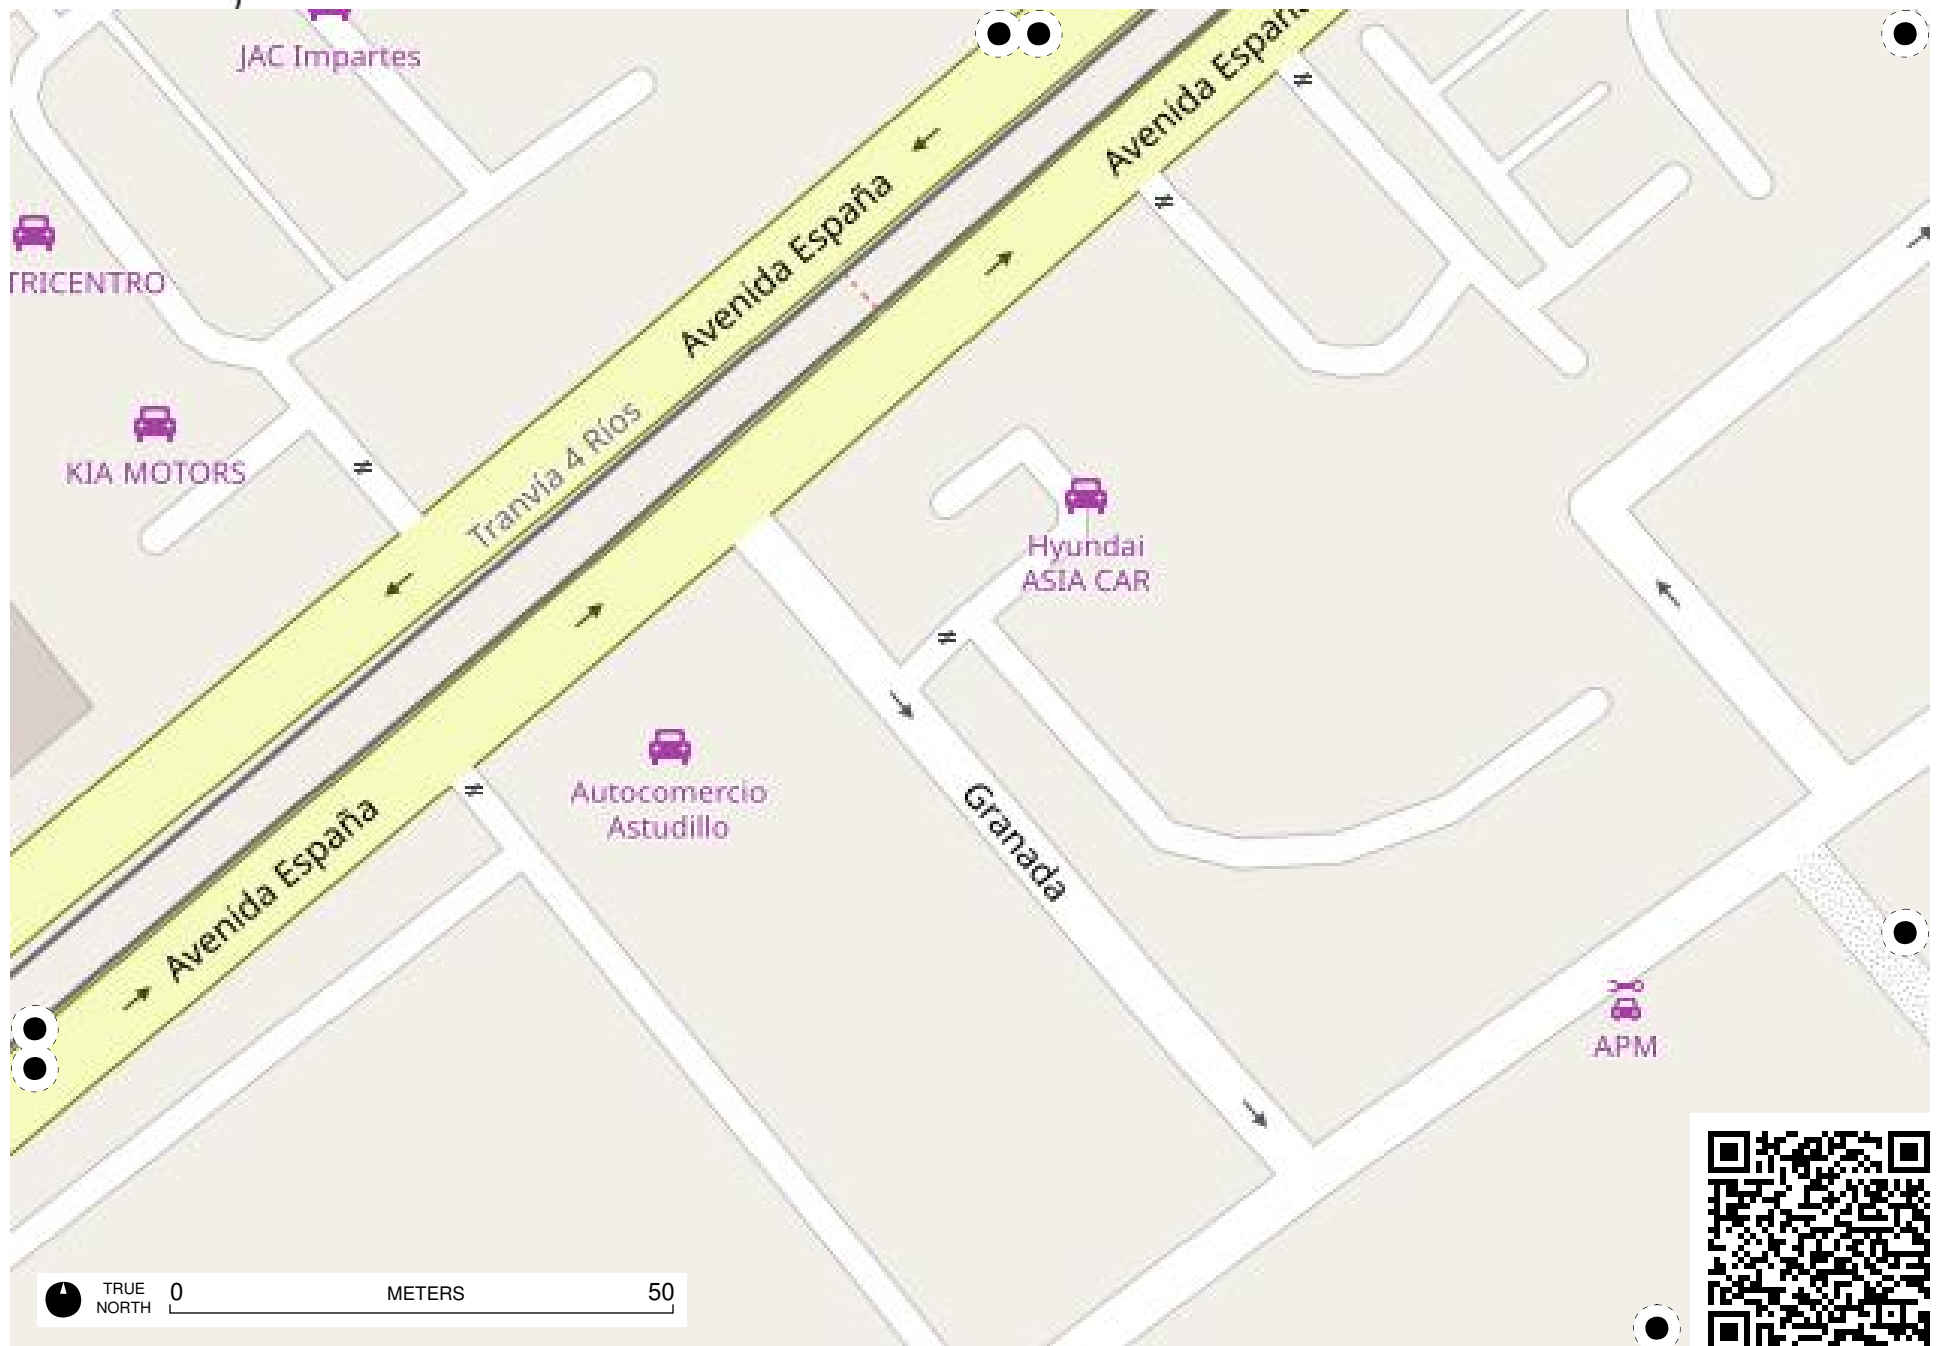 JAC Impartes
Avenida España
TRICENTRO
Avenida España
KIA MOTORS
Tranvía 4 Ríos
Hyundai
ASIA CAR
Autocomercio
Astudillo
Avenida España
Granada
APM
TRUE
NORTH
0
METERS
50